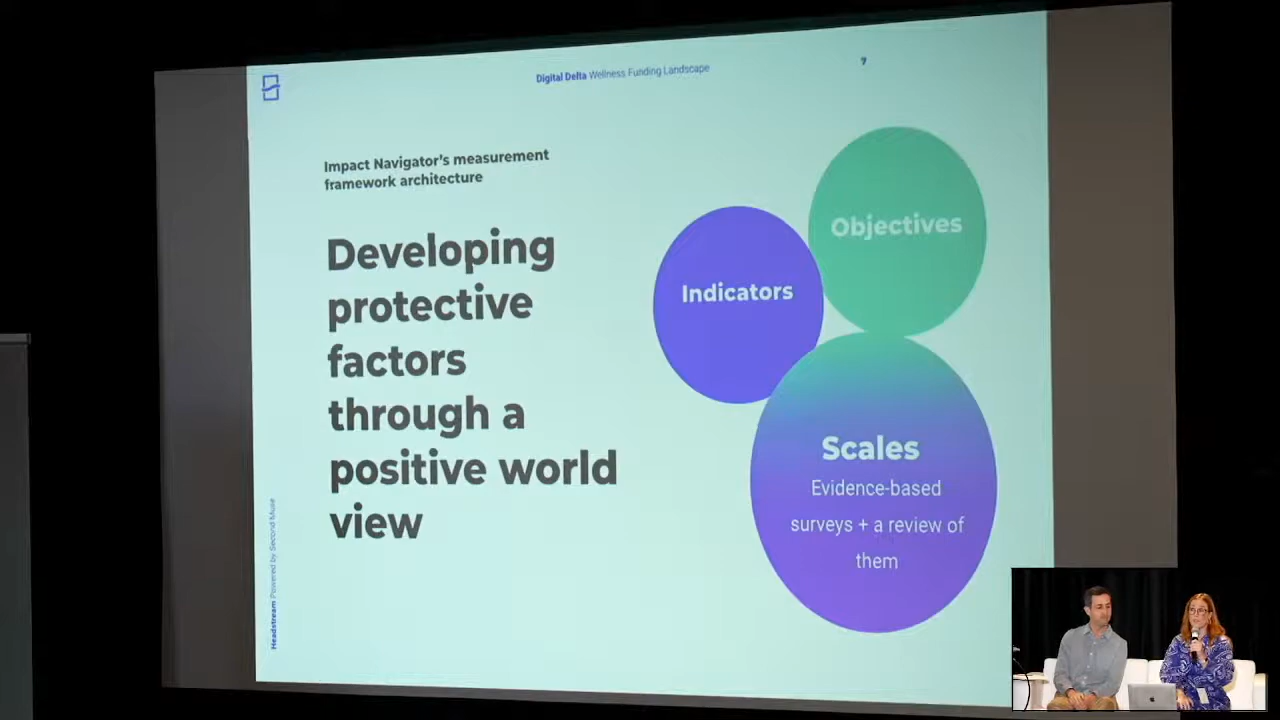 Digital Delta Wellness Funding Landscape
7
Impact Navigator's measurement
framework architecture
Developing
protective
factors
through a
positive world
view
Objectives
Indicators
Scales
Evidence-based
surveys + a review of
them
Headstream Powered by Second Muse